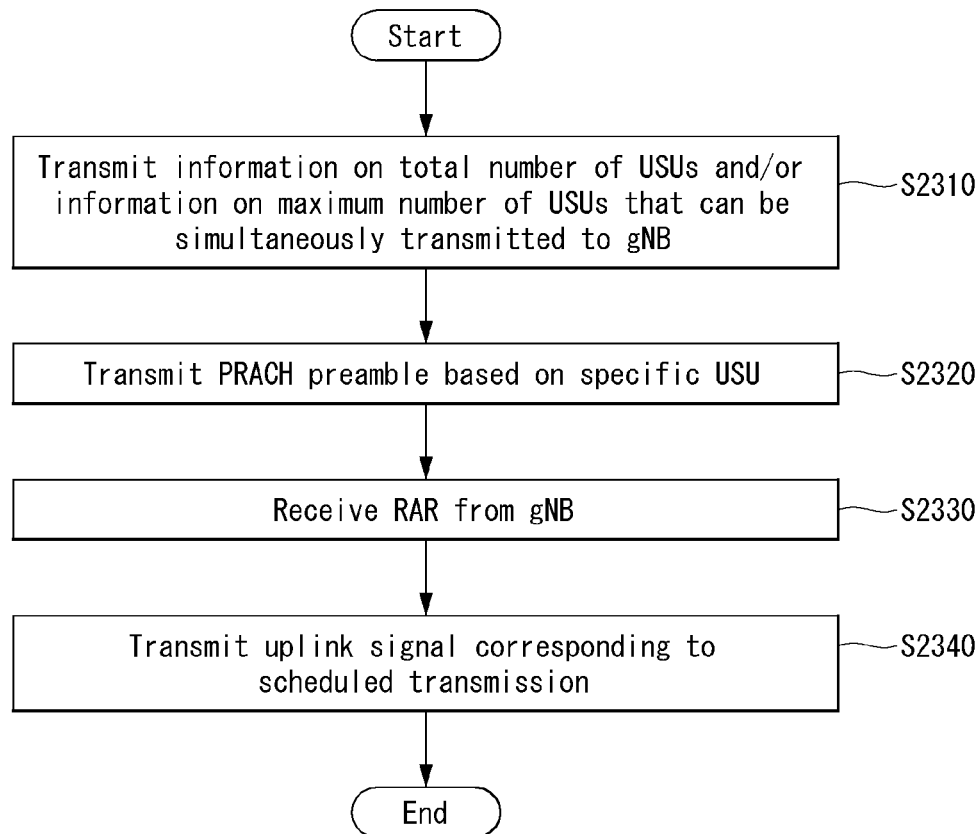 Start
Transmit information on total number of USUs and/or
information on maximum number of USUs that can be
simultaneously transmitted to gNB
S2310
Transmit PRACH preamble based on specific USU
S2320
Receive RAR from gNB
S2330
Transmit uplink signal corresponding to
scheduled transmission
S2340
End